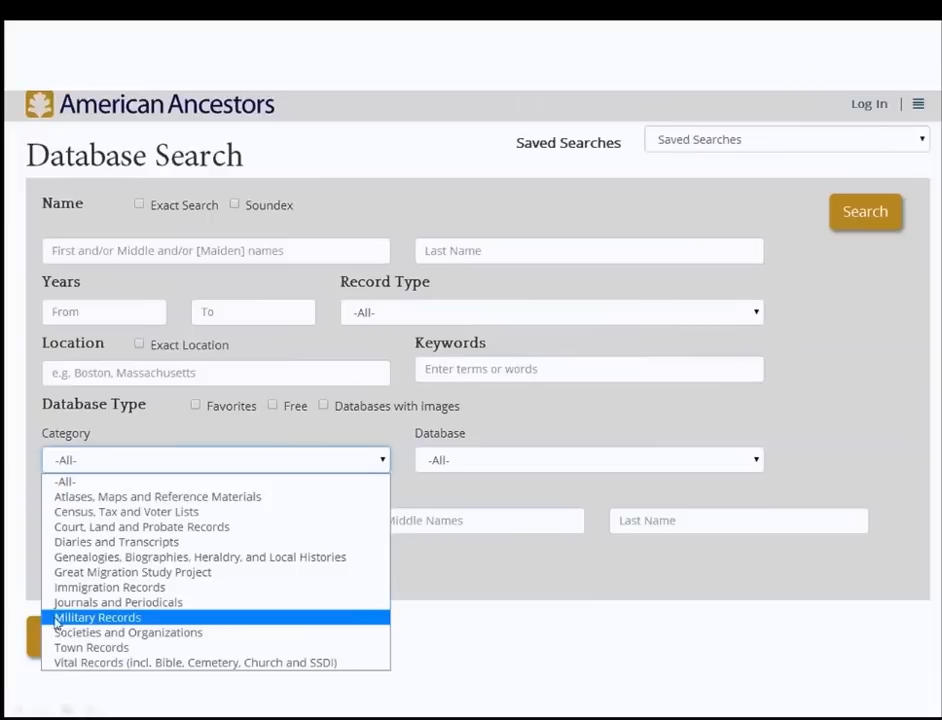 American Ancestors
Log In |
Database Search
Saved Searches
Saved Searches
Name
Exact Search
Soundex
Search
First and/or Middle and/or [Maiden] names
Last Name
Years
Record Type
From
To
-All-
Location
Exact Location
Keywords
e.g. Boston, Massachusetts
Enter terms or words
Database Type
Favorites
Free
Databases with images
Category
Database
-All-
-All-
-All-
Atlases, Maps and Reference Materials
Census, Tax and Voter Lists
Court, Land and Probate Records
Middle Names
Last Name
Diaries and Transcripts
Genealogies, Biographies, Heraldry, and Local Histories
Great Migration Study Project
Immigration Records
Journals and Periodicals
Military Records
Societies and Organizations
Town Records
Vital Records (incl. Bible, Cemetery, Church and SSDI)